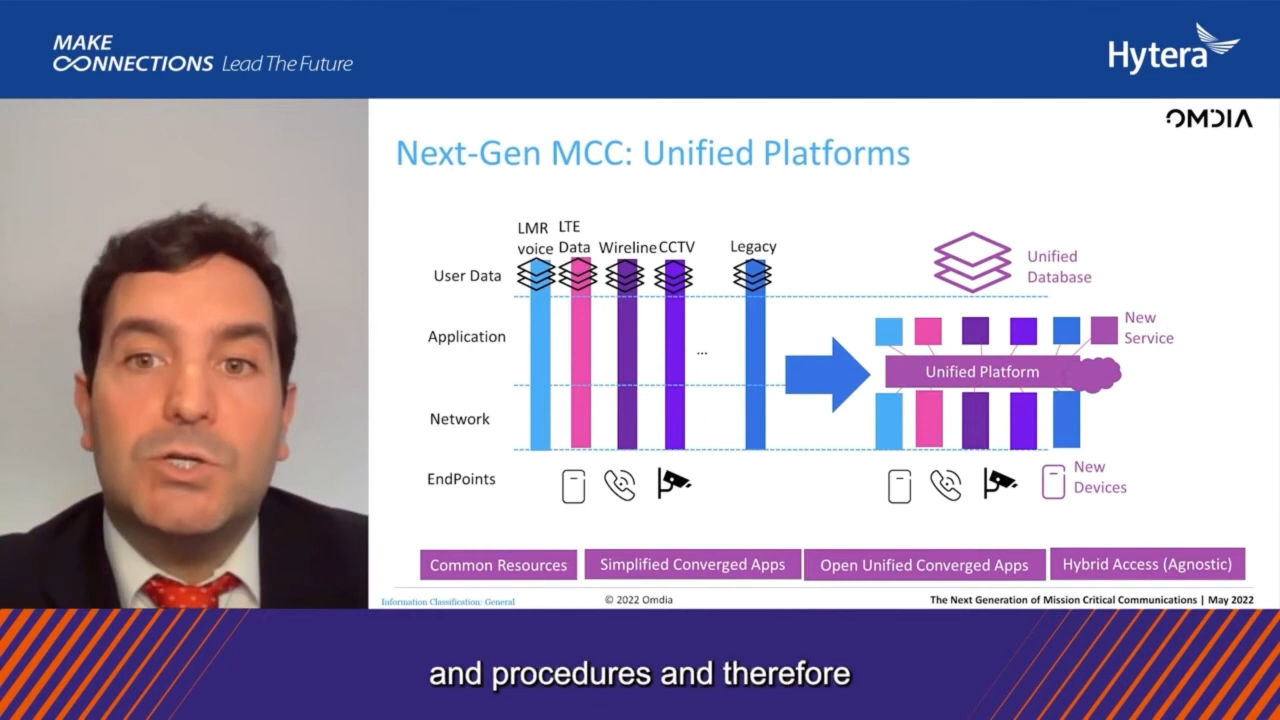 MAKE
CONNECTIONS Lead The Future
Hytera
OMDIA
Next-Gen MCC: Unified Platforms
LMR
voice
LTE
Data
Wireline
CCTV
Legacy
User Data
Unified
Database
Application
...
New
Service
Unified Platform
Network
EndPoints
New
Devices
Common Resources
Simplified Converged Apps
Open Unified Converged Apps
Hybrid Access (Agnostic)
Information Classification: General
© 2022 Omdia
The Next Generation of Mission Critical Communications | May 2022
and procedures and therefore